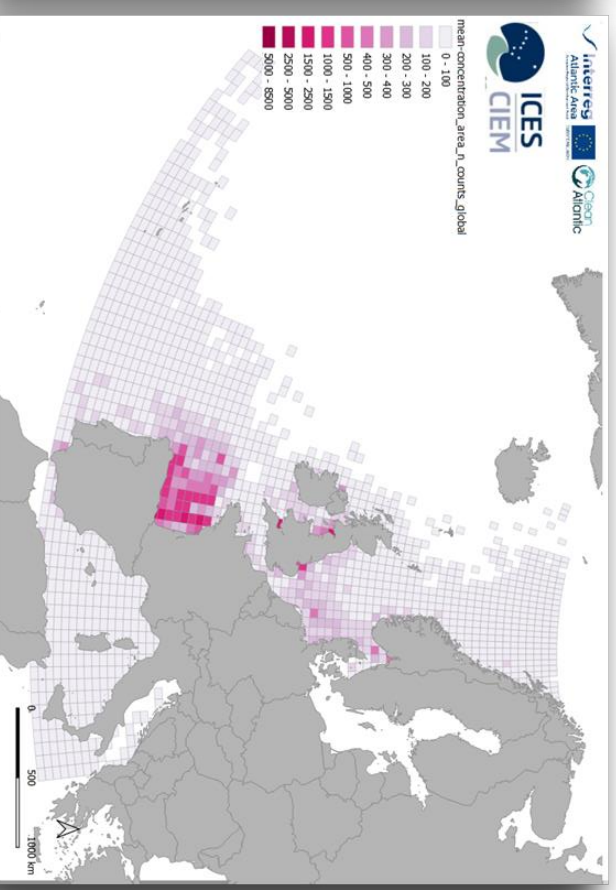 Interreg
Atlantic Area
Clean
Atlantic
ICES
CIEM
mean-concentration_area_n_counts_global
0 - 100
100 - 200
200 - 300
300 - 400
400 - 500
500 - 1000
1000 - 1500
1500 - 2500
2500 - 5000
5000 - 8500
0
500
1000 km